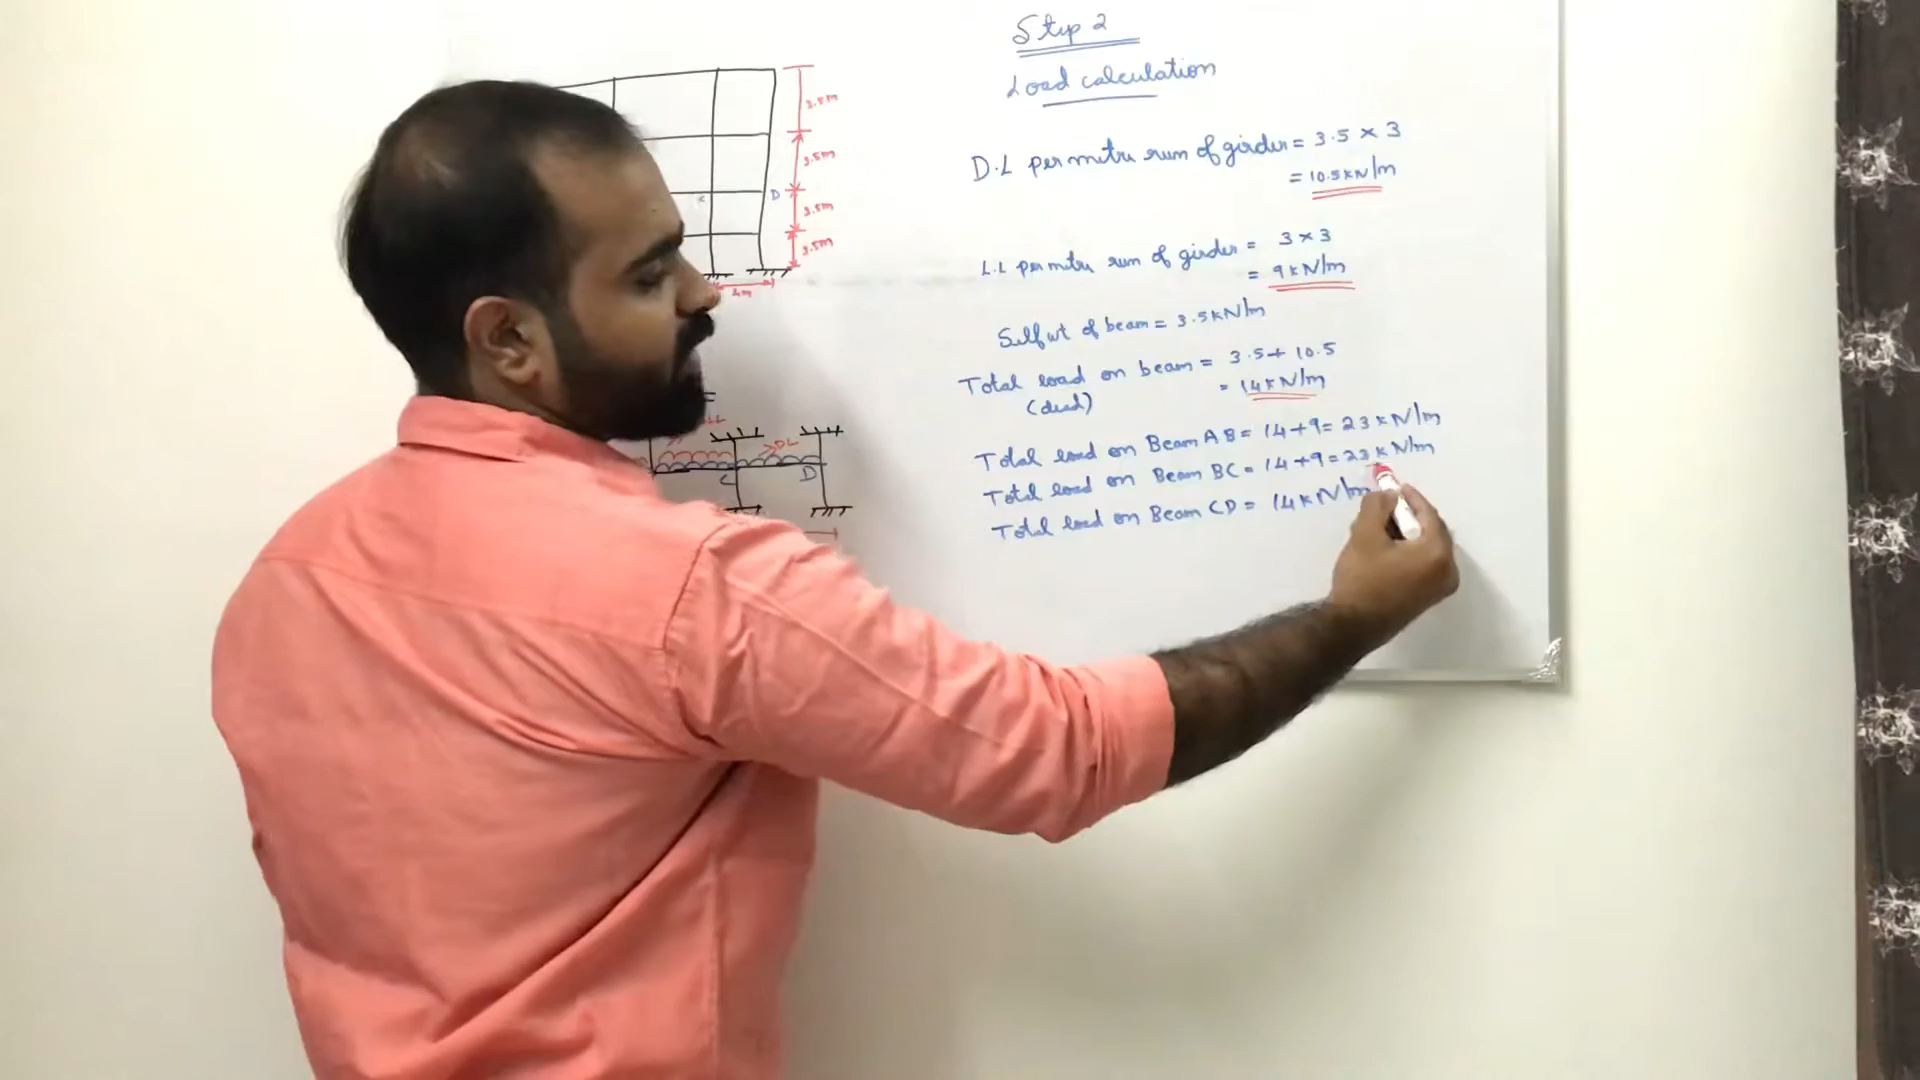 Step 2
Load calculation
D.L per metre run of girder = 3.5 × 3
= 10.5 kN/m
L.L per metre run of girder = 3 × 3
= 9 kN/m
Self wt of beam = 3.5 kN/m
Total load on beam = 3.5 + 10.5
(dead) = 14 kN/m
Total load on Beam AB = 14+9 = 23 kN/m
Total load on Beam BC = 14+9 = 23 kN/m
Total load on Beam CD = 14 kN/m
3.5m
3.5m
D
3.5m
3.5m
LL
DL
C
D